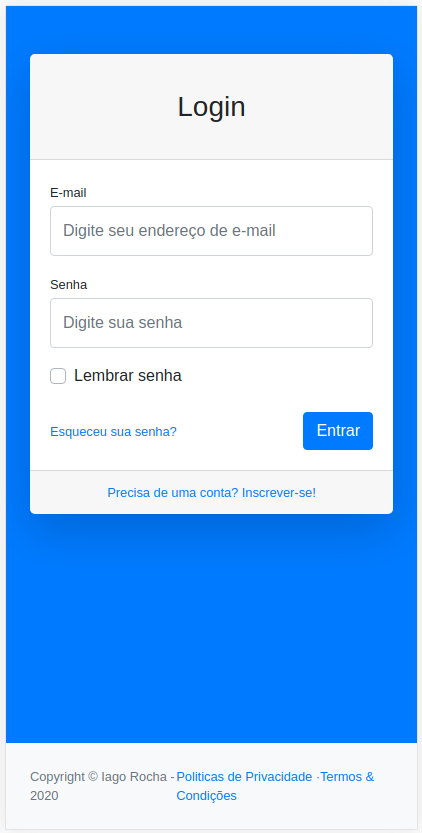 Login
E-mail
Digite seu endereço de e-mail
Senha
Digite sua senha
Lembrar senha
Esqueceu sua senha? Entrar
Precisa de uma conta? Inscrever-se!
Copyright © Iago Rocha - 2020
Politicas de Privacidade · Termos & Condições